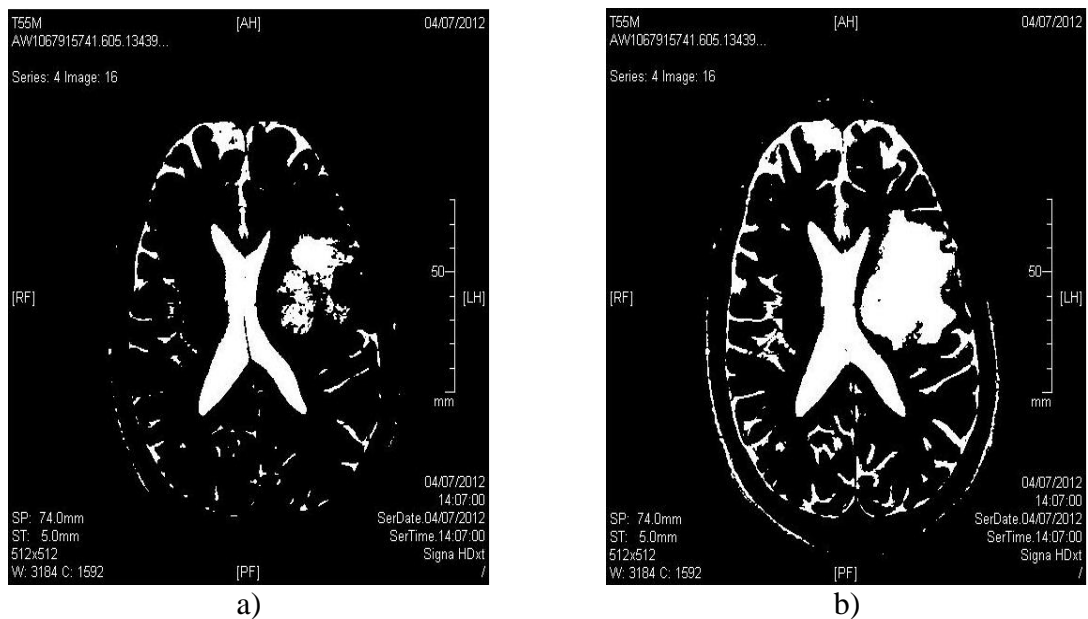 T55M [AH] 04/07/2012
AW1067915741.605.13439...
Series: 4 Image: 16
50
[RF] [LH]
mm
04/07/2012
14:07:00
SP: 74.0mm SerDate.04/07/2012
ST: 5.0mm SerTime.14:07:00
512x512 Signa HDxt
W: 3184 C: 1592 [PF] /
a)
T55M [AH] 04/07/2012
AW1067915741.605.13439...
Series: 4 Image: 16
50
[RF] [LH]
mm
04/07/2012
14:07:00
SP: 74.0mm SerDate.04/07/2012
ST: 5.0mm SerTime.14:07:00
512x512 Signa HDxt
W: 3184 C: 1592 [PF] /
b)